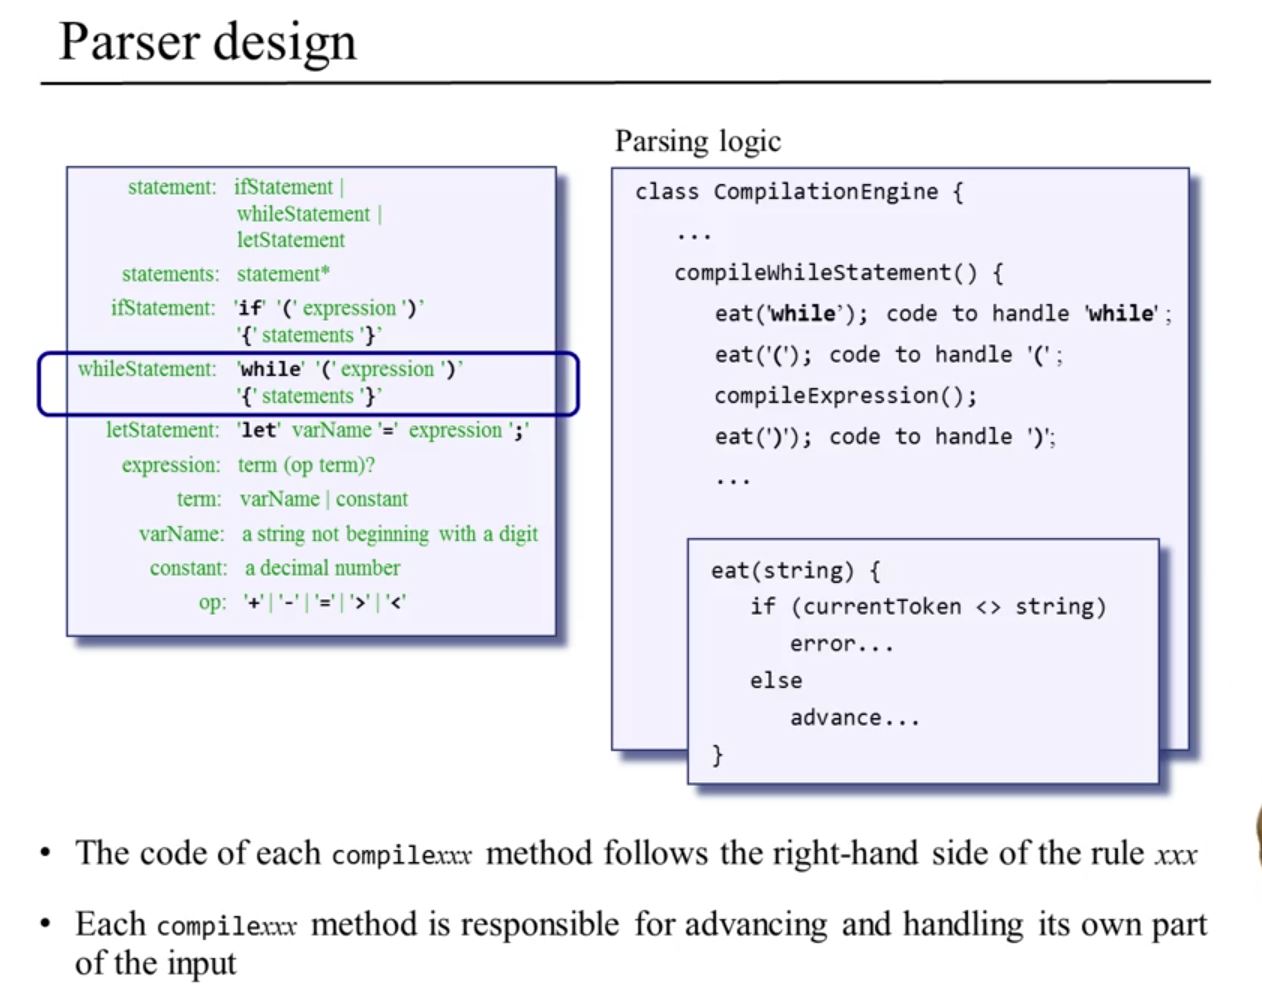 Parser design
statement: ifStatement |
whileStatement |
letStatement
statements: statement*
ifStatement: 'if' '(' expression ')'
'{' statements '}'
whileStatement: 'while' '(' expression ')'
'{' statements '}'
letStatement: 'let' varName '=' expression ';'
expression: term (op term)?
term: varName | constant
varName: a string not beginning with a digit
constant: a decimal number
op: '+' | '-' | '=' | '>' | '<'
Parsing logic
class CompilationEngine {
...
compileWhileStatement() {
eat('while'); code to handle 'while';
eat('('); code to handle '(';
compileExpression();
eat(')'); code to handle ')';
...
eat(string) {
if (currentToken <> string)
error...
else
advance...
}
• The code of each compilexxx method follows the right-hand side of the rule xxx
• Each compilexxx method is responsible for advancing and handling its own part
of the input